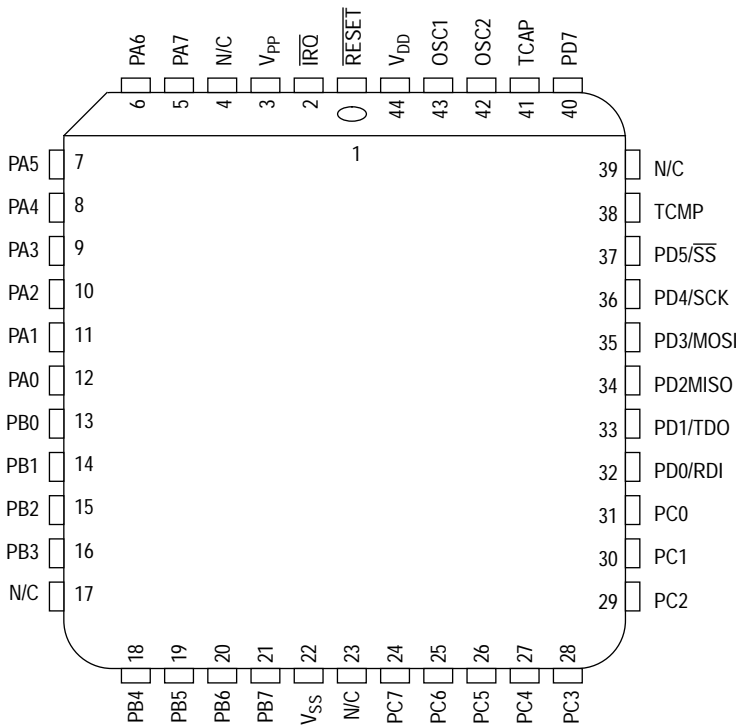 PA6 PA7 N/C VPP IRQ RESET VDD OSC1 OSC2 TCAP PD7
6 5 4 3 2 44 43 42 41 40
1
PA5 7 39 N/C
PA4 8 38 TCMP
PA3 9 37 PD5/SS
PA2 10 36 PD4/SCK
PA1 11 35 PD3/MOSI
PA0 12 34 PD2MISO
PB0 13 33 PD1/TDO
PB1 14 32 PD0/RDI
PB2 15 31 PC0
PB3 16 30 PC1
N/C 17 29 PC2
18 19 20 21 22 23 24 25 26 27 28
PB4 PB5 PB6 PB7 VSS N/C PC7 PC6 PC5 PC4 PC3